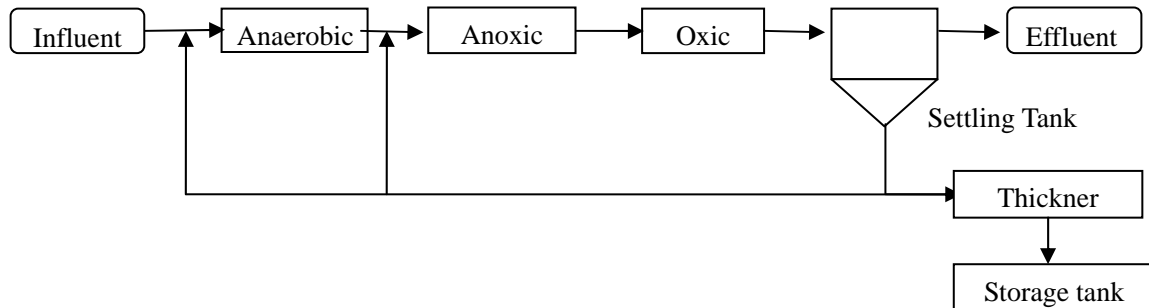 Influent
Anaerobic
Anoxic
Oxic
Effluent
Settling Tank
Thickner
Storage tank